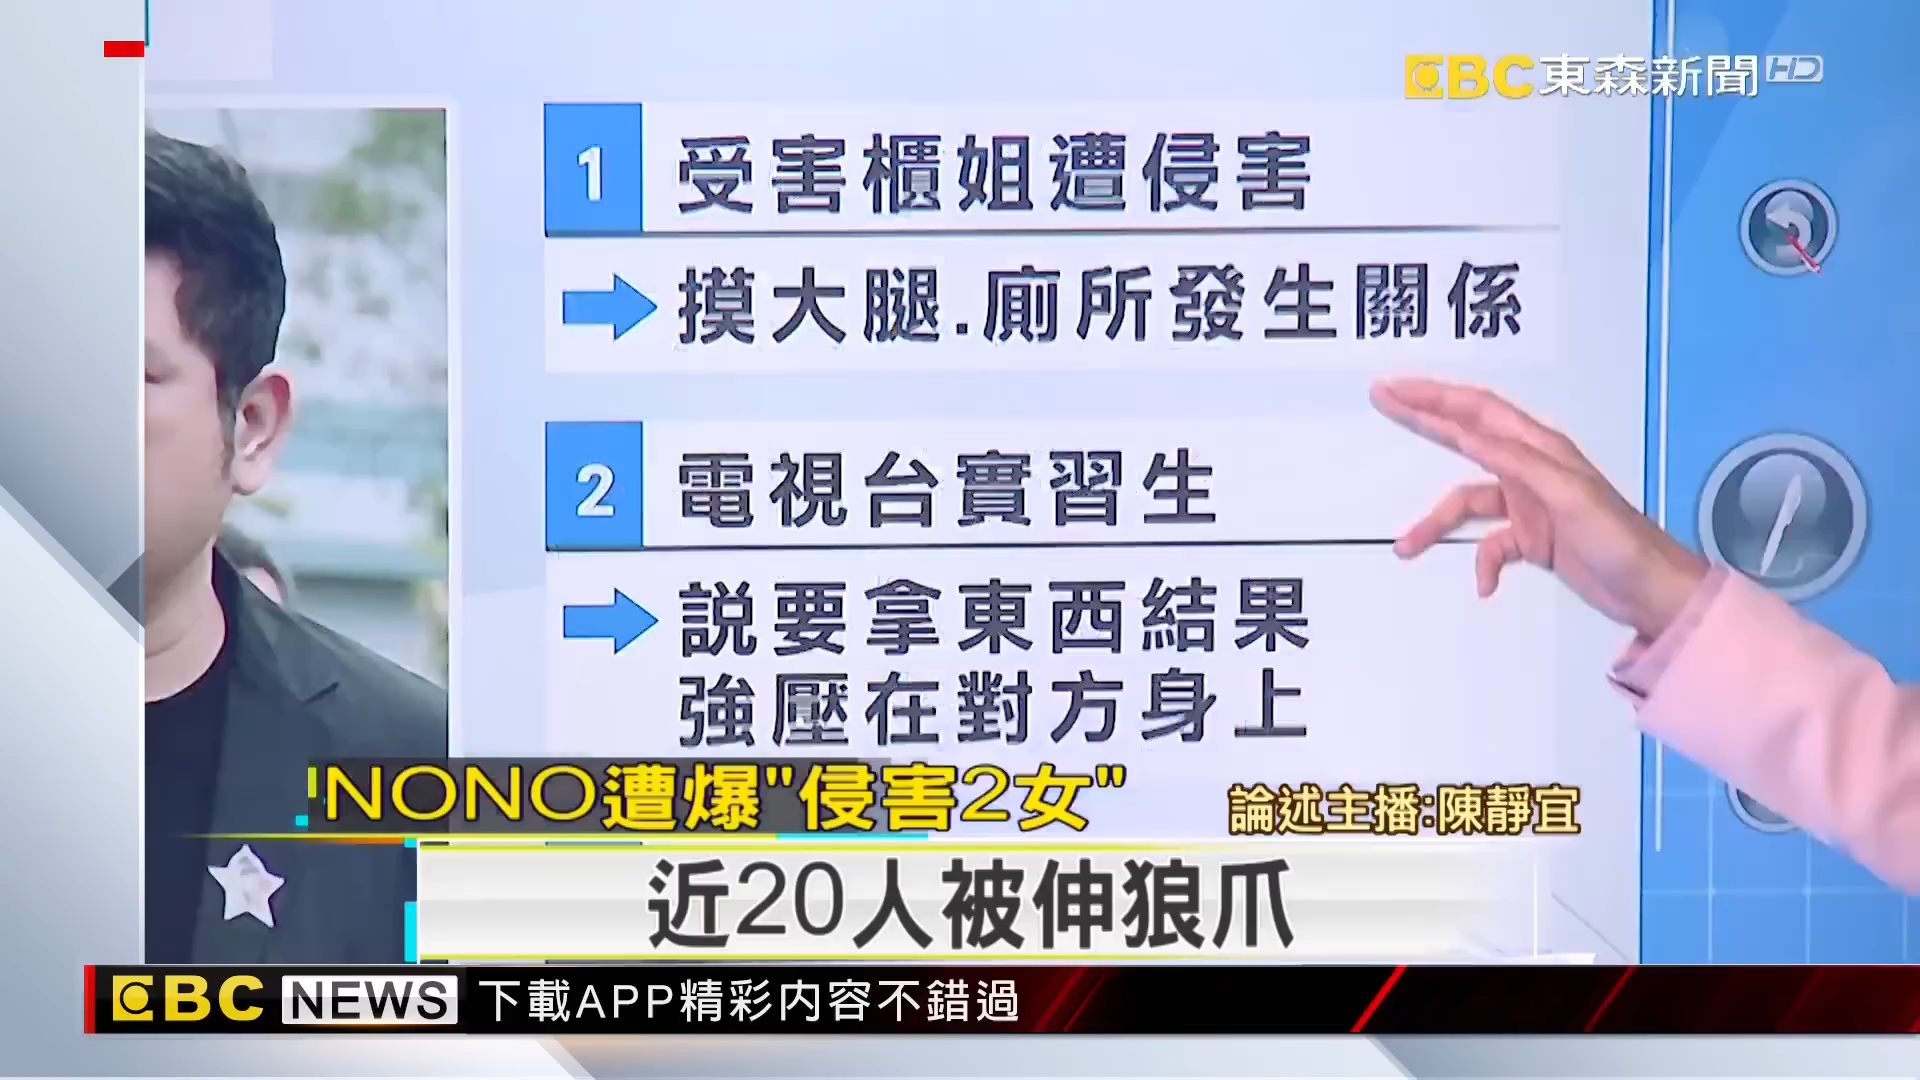 EBC東森新聞HD
1 受害櫃姐遭侵害
摸大腿.廁所發生關係
2 電視台實習生
說要拿東西結果
強壓在對方身上
NONO遭爆"侵害2女"
論述主播:陳靜宜
近20人被伸狼爪
EBC NEWS 下載APP精彩內容不錯過